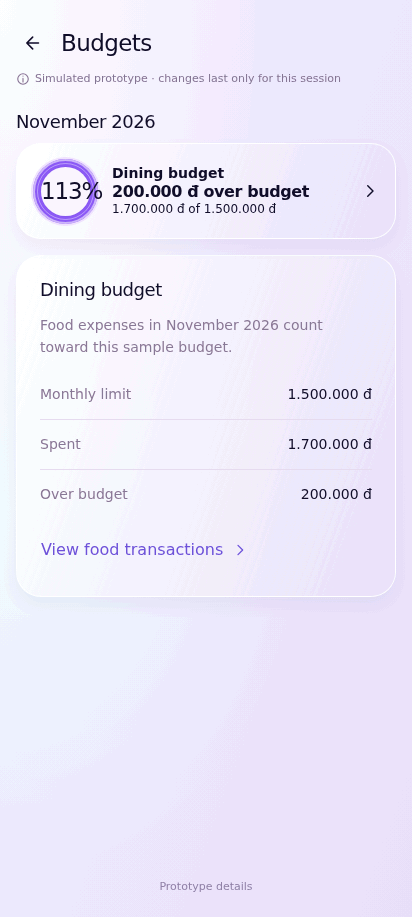 Budgets
Simulated prototype · changes last only for this session
November 2026
113%
Dining budget
200.000 đ over budget
1.700.000 đ of 1.500.000 đ
Dining budget
Food expenses in November 2026 count
toward this sample budget.
Monthly limit 1.500.000 đ
Spent 1.700.000 đ
Over budget 200.000 đ
View food transactions
Prototype details